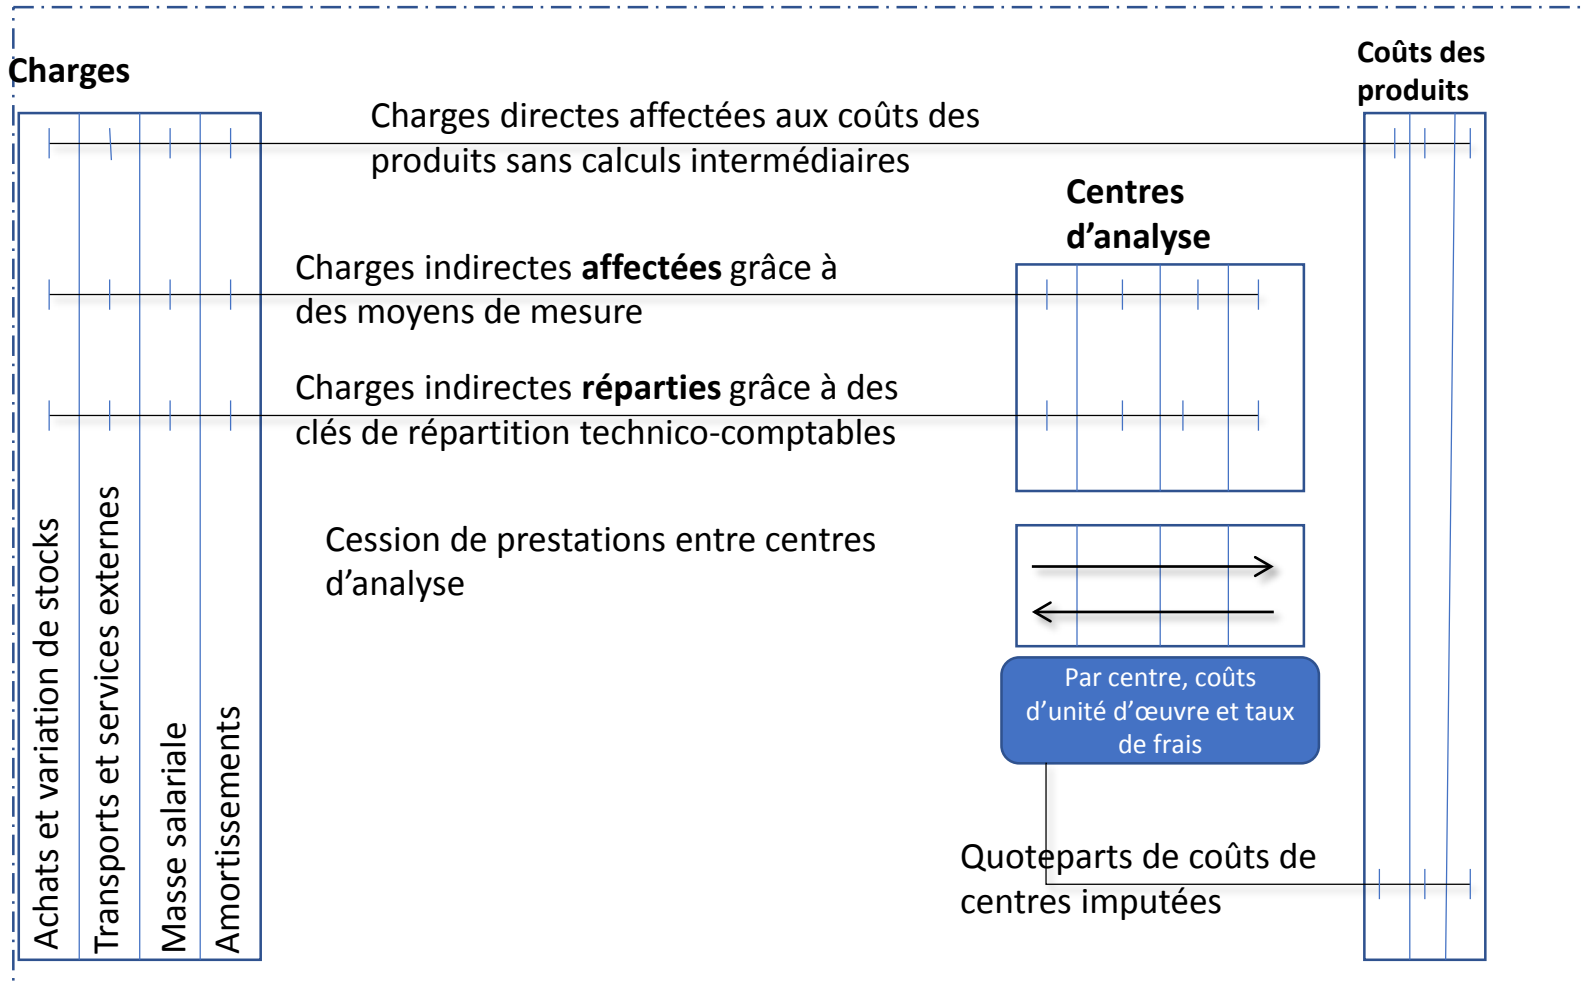 Charges
Coûts des
produits
Charges directes affectées aux coûts des
produits sans calculs intermédiaires
Centres
d’analyse
Charges indirectes affectées grâce à
des moyens de mesure
Charges indirectes réparties grâce à des
clés de répartition technico-comptables
Achats et variation de stocks
Transports et services externes
Masse salariale
Amortissements
Cession de prestations entre centres
d’analyse
Par centre, coûts
d’unité d’œuvre et taux
de frais
Quoteparts de coûts de
centres imputées